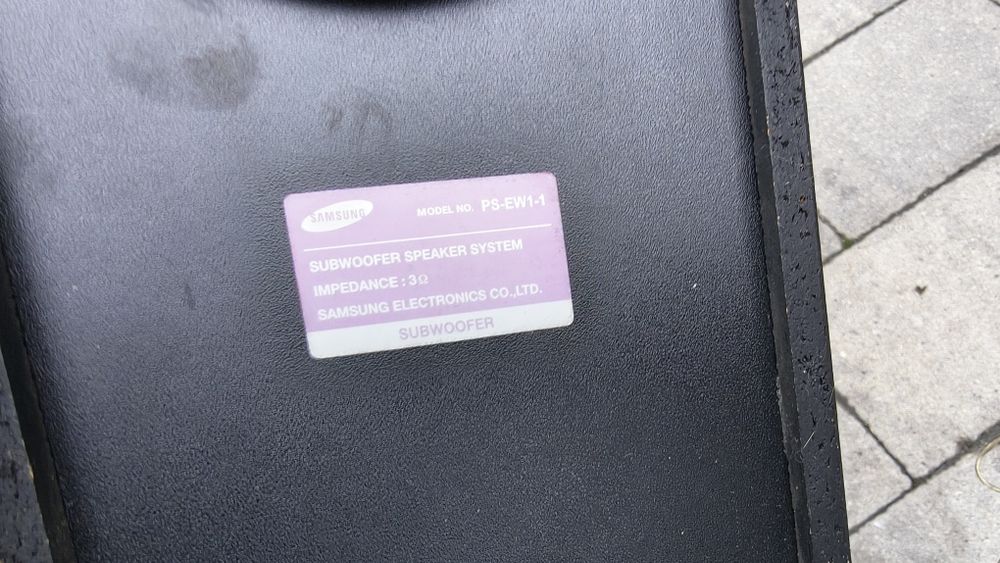 SAMSUNG MODEL NO. PS-EW1-1
SUBWOOFER SPEAKER SYSTEM
IMPEDANCE : 3Ω
SAMSUNG ELECTRONICS CO.,LTD.
SUBWOOFER